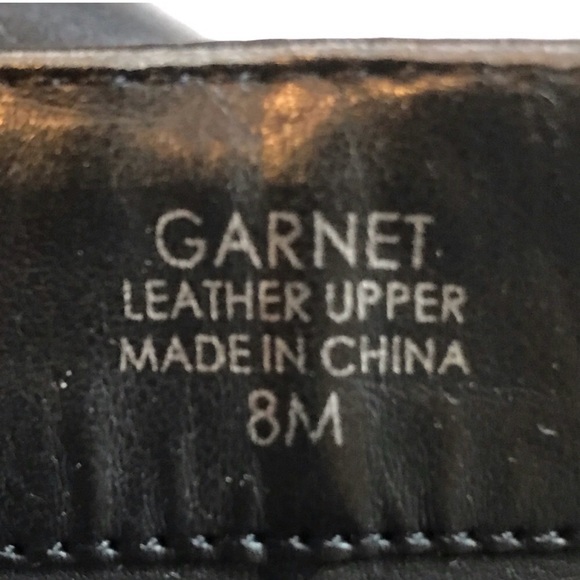 GARNET
LEATHER UPPER
MADE IN CHINA
8M